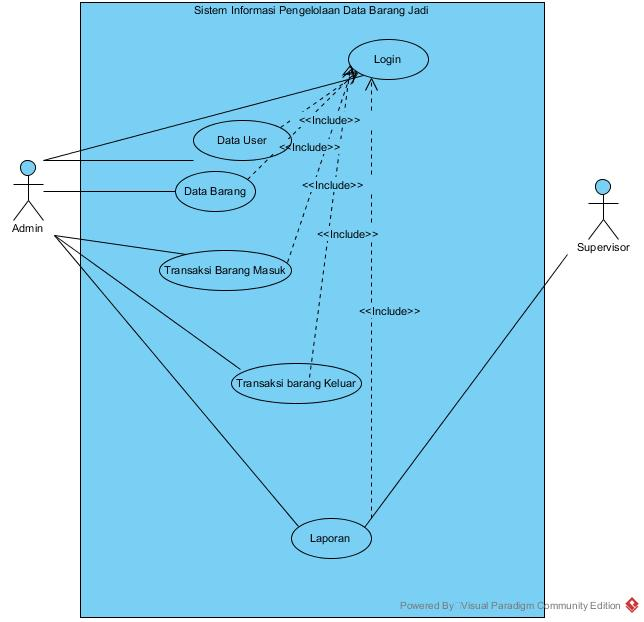 Sistem Informasi Pengelolaan Data Barang Jadi
Login
<<Include>>
Data User
<<Include>>
Data Barang
<<Include>>
Admin
Supervisor
<<Include>>
Transaksi Barang Masuk
<<Include>>
Transaksi barang Keluar
Laporan
Powered By Visual Paradigm Community Edition